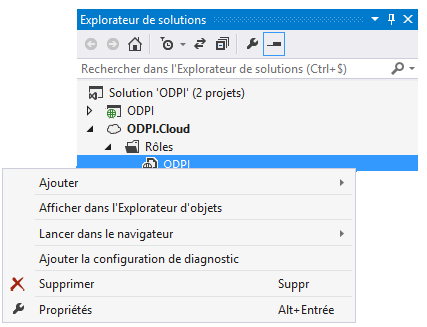 Explorateur de solutions
Rechercher dans l'Explorateur de solutions (Ctrl+$)
Solution 'ODPI' (2 projets)
ODPI
ODPI.Cloud
Rôles
ODPI
Ajouter
Afficher dans l'Explorateur d'objets
Lancer dans le navigateur
Ajouter la configuration de diagnostic
Supprimer Suppr
Propriétés Alt+Entrée